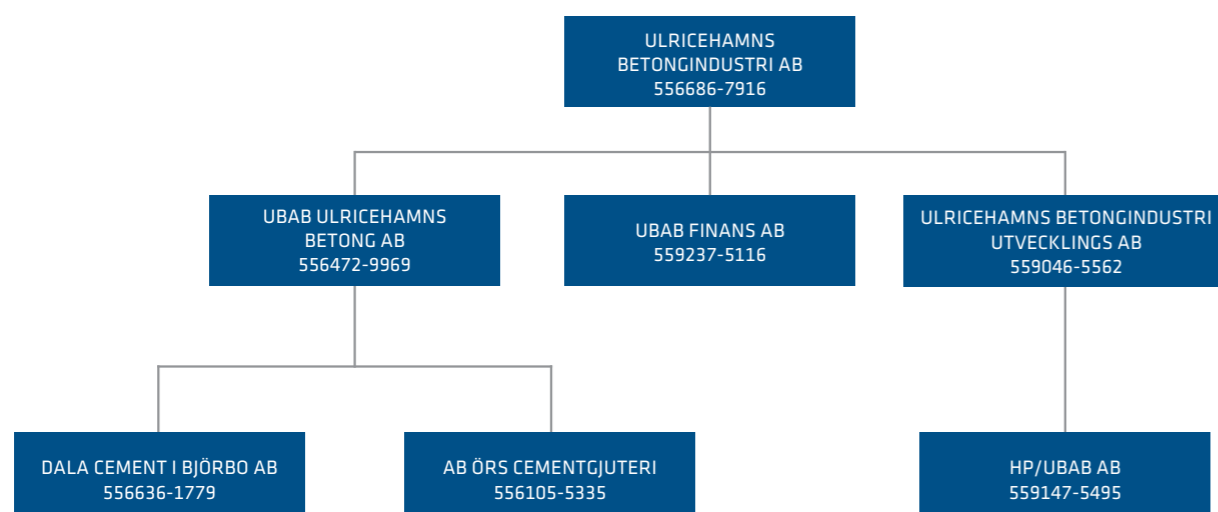 ULRICEHAMNS
BETONGINDUSTRI AB
556686-7916
UBAB ULRICEHAMNS
BETONG AB
556472-9969
UBAB FINANS AB
559237-5116
ULRICEHAMNS BETONGINDUSTRI
UTVECKLINGS AB
559046-5562
DALA CEMENT I BJÖRBO AB
556636-1779
AB ÖRS CEMENTGJUTERI
556105-5335
HP/UBAB AB
559147-5495